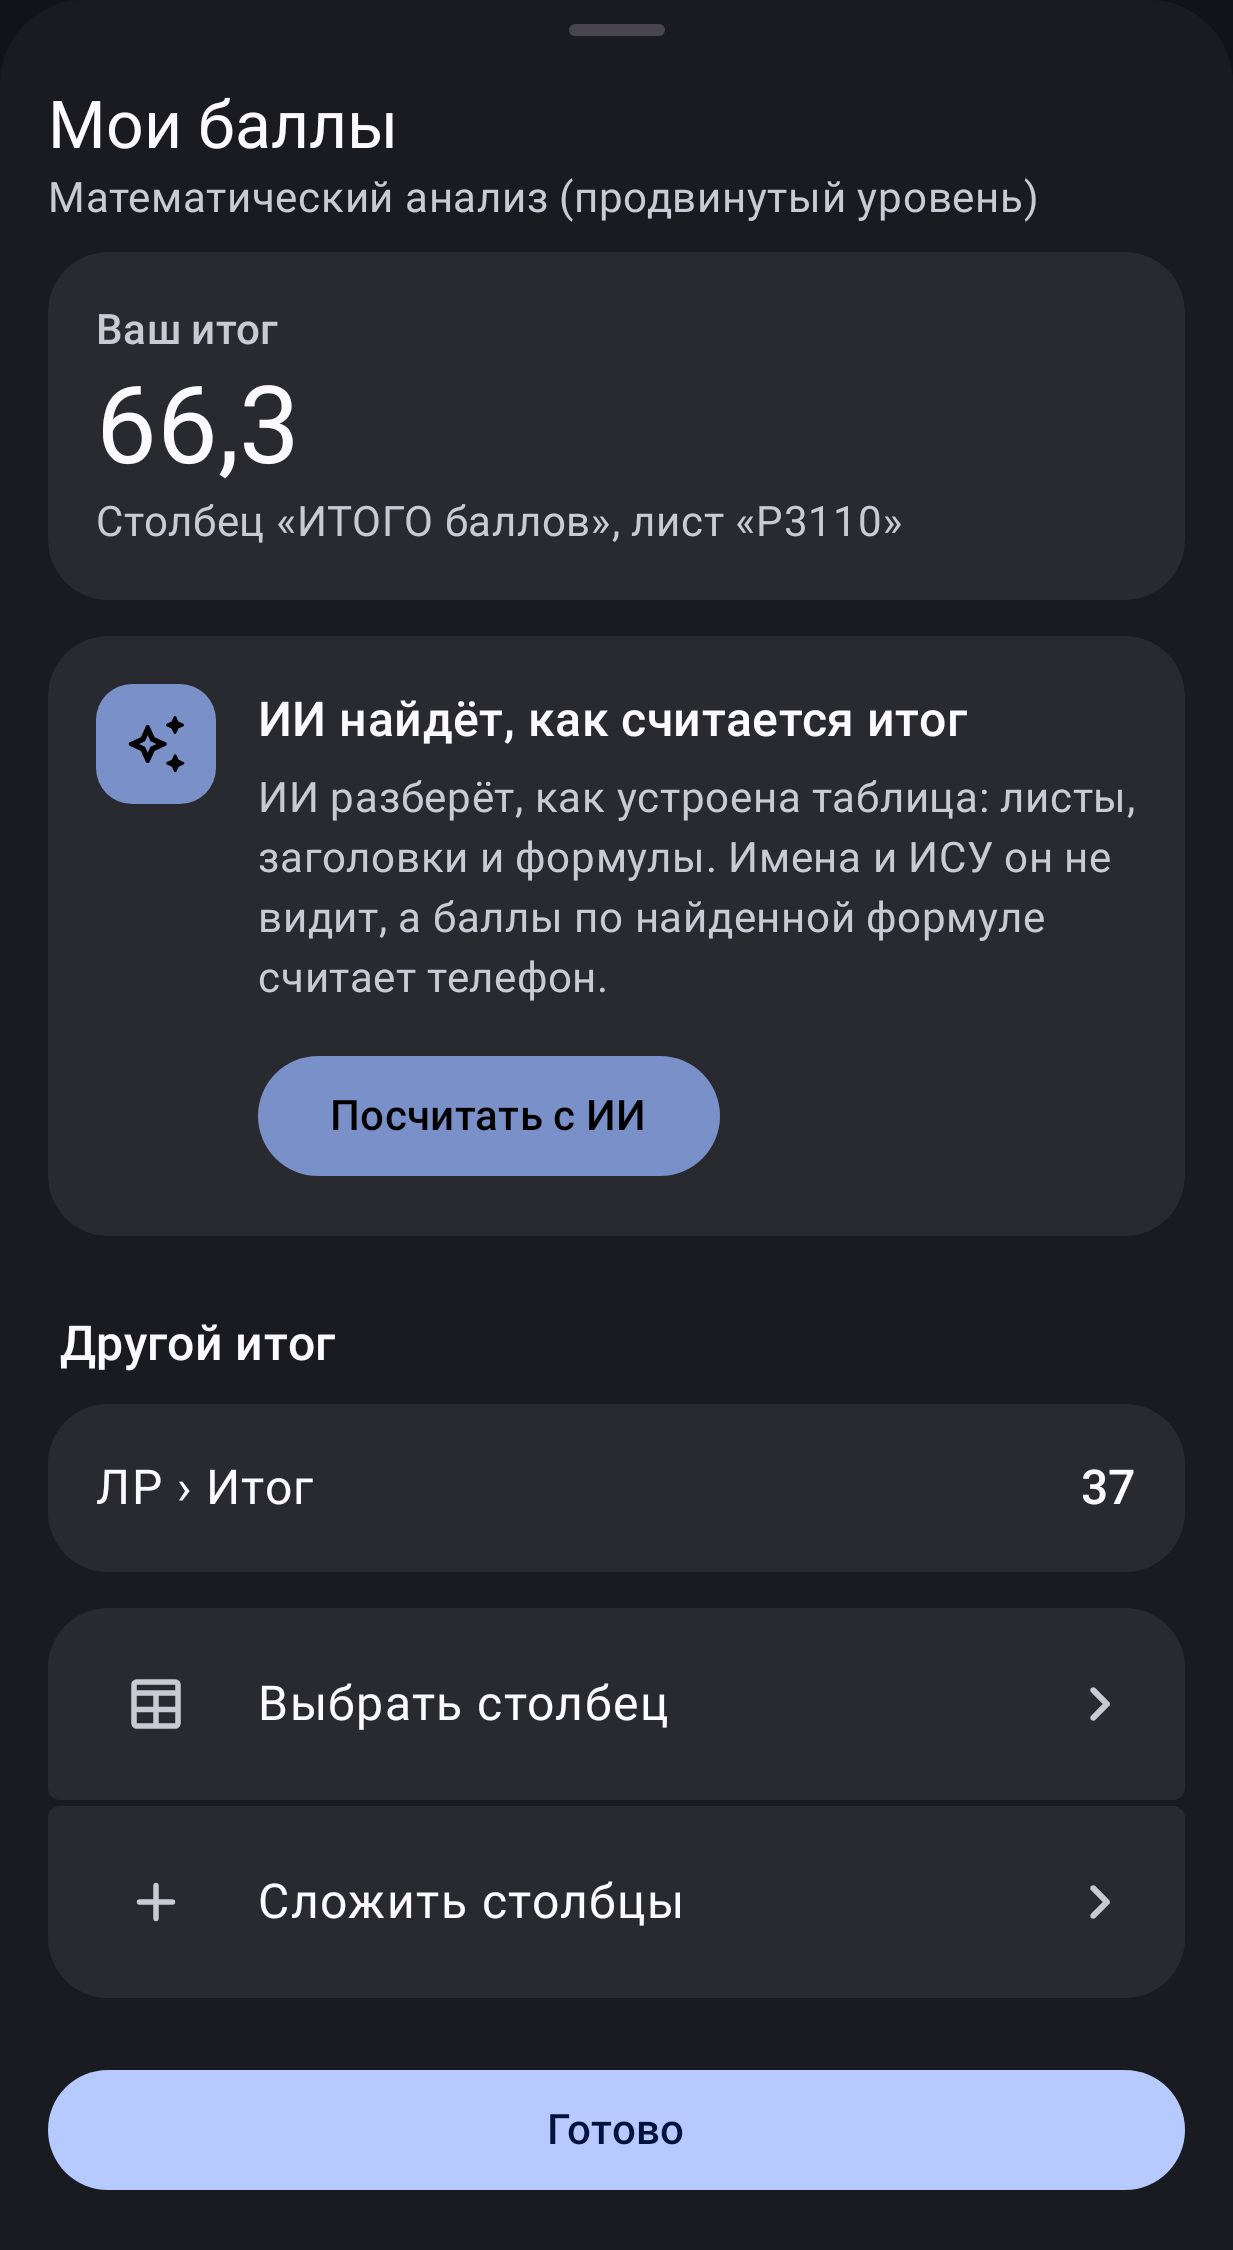 Мои баллы
Математический анализ (продвинутый уровень)
Ваш итог
66,3
Столбец «ИТОГО баллов», лист «P3110»
ИИ найдёт, как считается итог
ИИ разберёт, как устроена таблица: листы,
заголовки и формулы. Имена и ИСУ он не
видит, а баллы по найденной формуле
считает телефон.
Посчитать с ИИ
Другой итог
ЛР › Итог
37
Выбрать столбец
Сложить столбцы
Готово